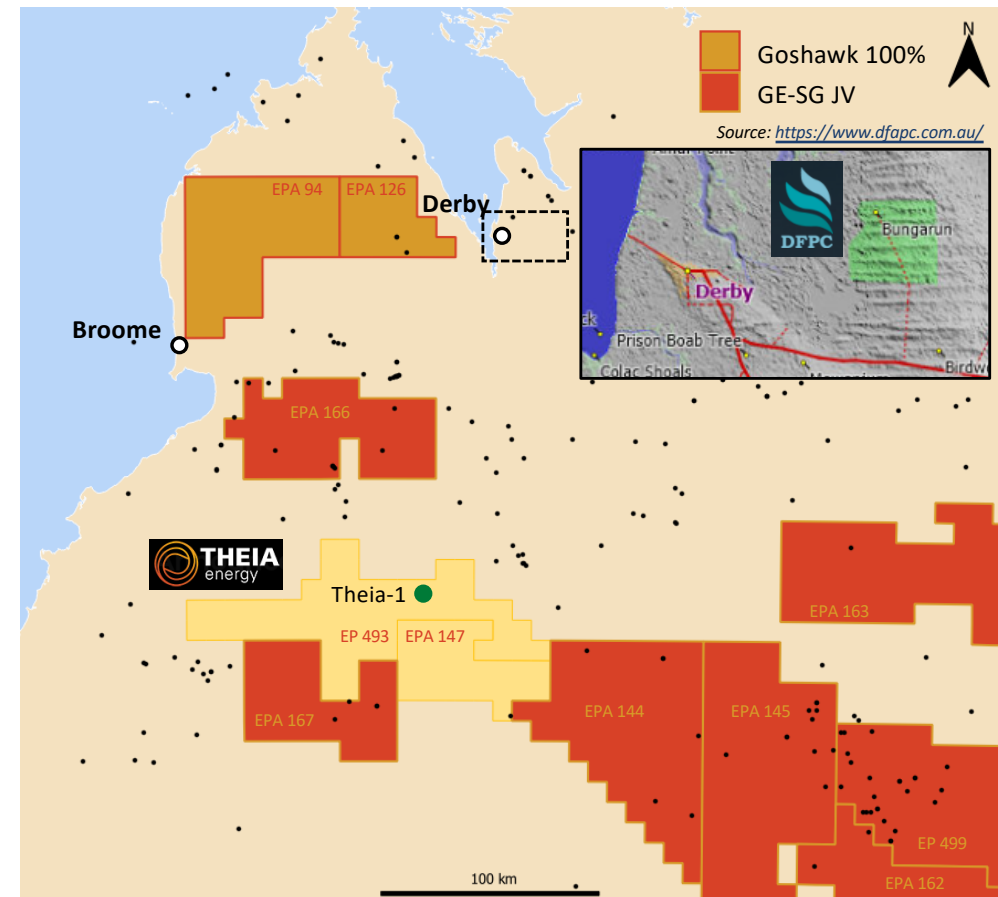 Goshawk 100%
GE-SG JV
N
Source: https://www.dfapc.com.au/
DFPC
Bungarun
Derby
Prison Boab Tree
Colac Shoals
EPA 94
EPA 126
Derby
Broome
EPA 166
THEIA
energy
Theia-1
EP 493
EPA 147
EPA 163
EPA 167
EPA 144
EPA 145
EP 499
EPA 162
100 km